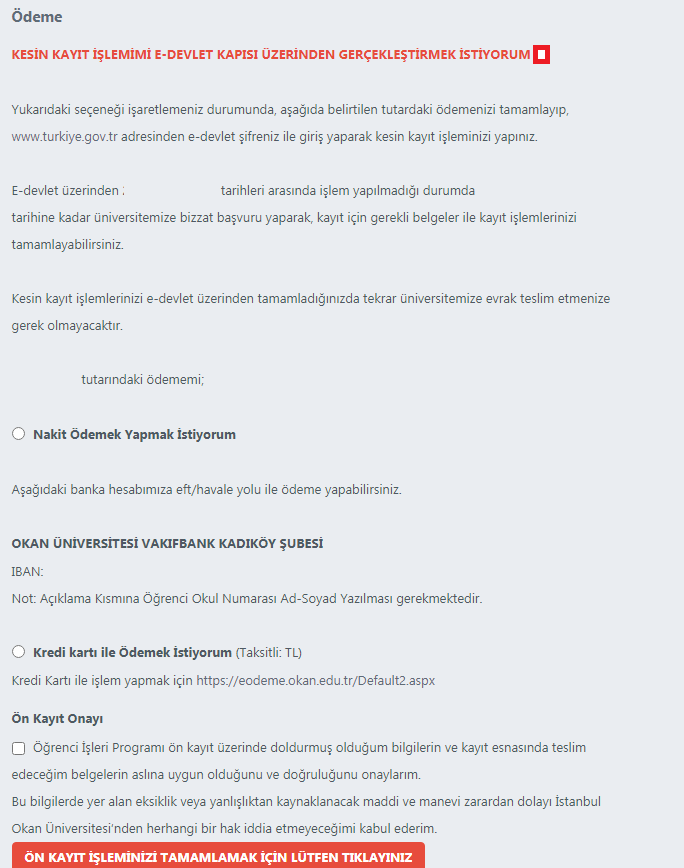 Ödeme
KESİN KAYIT İŞLEMİMİ E-DEVLET KAPISI ÜZERİNDEN GERÇEKLEŞTİRMEK İSTİYORUM
Yukarıdaki seçeneği işaretlemeniz durumunda, aşağıda belirtilen tutardaki ödemenizi tamamlayıp,
www.turkiye.gov.tr adresinden e-devlet şifreniz ile giriş yaparak kesin kayıt işleminizi yapınız.
E-devlet üzerinden tarihleri arasında işlem yapılmadığı durumda
tarihine kadar üniversitemize bizzat başvuru yaparak, kayıt için gerekli belgeler ile kayıt işlemlerinizi
tamamlayabilirsiniz.
Kesin kayıt işlemlerinizi e-devlet üzerinden tamamladığınızda tekrar üniversitemize evrak teslim etmenize
gerek olmayacaktır.
tutarındaki ödememi;
Nakit Ödemek Yapmak İstiyorum
Aşağıdaki banka hesabımıza eft/havale yolu ile ödeme yapabilirsiniz.
OKAN ÜNİVERSİTESİ VAKIFBANK KADIKÖY ŞUBESİ
IBAN:
Not: Açıklama Kısmına Öğrenci Okul Numarası Ad-Soyad Yazılması gerekmektedir.
Kredi kartı ile Ödemek İstiyorum (Taksitli: TL)
Kredi Kartı ile işlem yapmak için https://eodeme.okan.edu.tr/Default2.aspx
Ön Kayıt Onayı
Öğrenci İşleri Programı ön kayıt üzerinde doldurmuş olduğum bilgilerin ve kayıt esnasında teslim
edeceğim belgelerin aslına uygun olduğunu ve doğruluğunu onaylarım.
Bu bilgilerde yer alan eksiklik veya yanlışlıktan kaynaklanacak maddi ve manevi zarardan dolayı İstanbul
Okan Üniversitesi'nden herhangi bir hak iddia etmeyeceğimi kabul ederim.
ÖN KAYIT İŞLEMİNİZİ TAMAMLAMAK İÇİN LÜTFEN TIKLAYINIZ